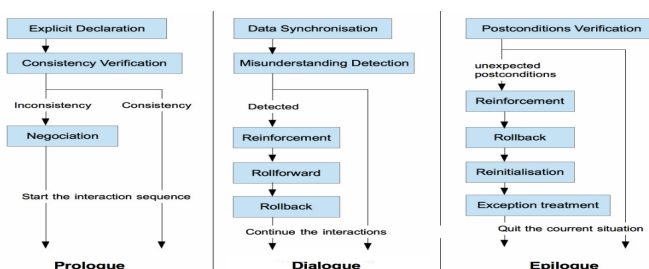 Explicit Declaration
Consistency Verification
Inconsistency
Consistency
Negociation
Start the interaction sequence
Prologue
Data Synchronisation
Misunderstanding Detection
Detected
Reinforcement
Rollforward
Rollback
Continue the interactions
Dialogue
Postconditions Verification
unexpected
postconditions
Reinforcement
Rollback
Reinitialisation
Exception treatment
Quit the courrent situation
Epilogue